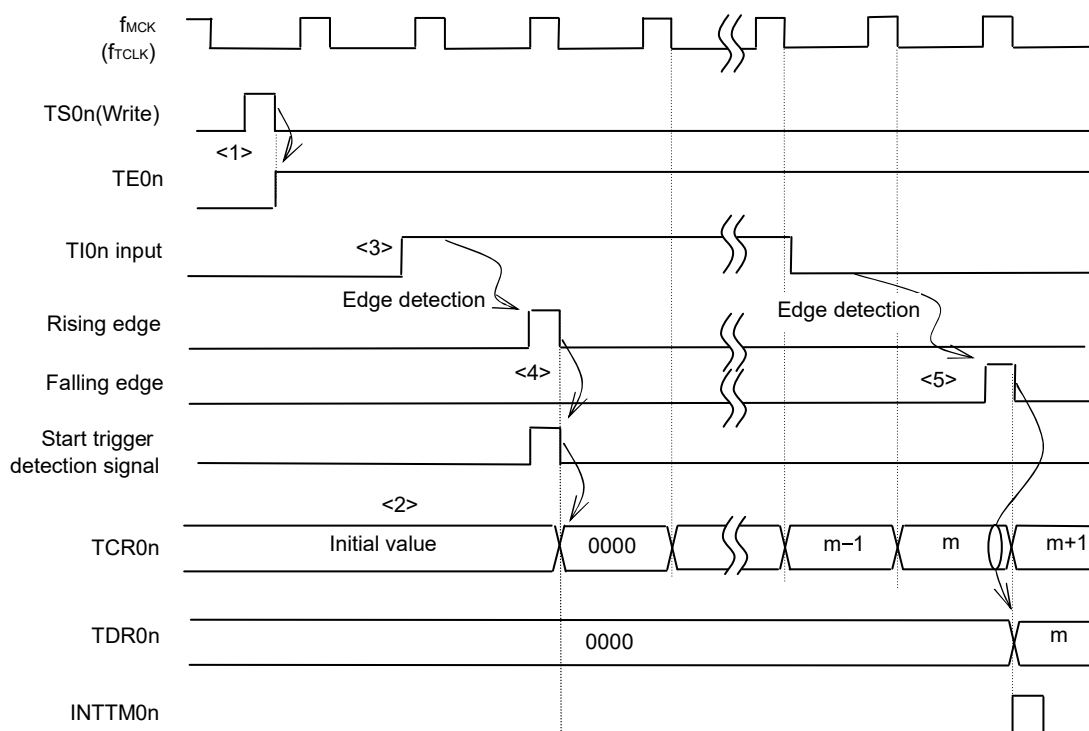 fMCK
(fTCLK)
TS0n(Write)
<1>
TE0n
TI0n input
<3>
Edge detection
Edge detection
Rising edge
<4>
<5>
Falling edge
Start trigger
detection signal
<2>
TCR0n
Initial value
0000
m−1
m
m+1
TDR0n
0000
m
INTTM0n